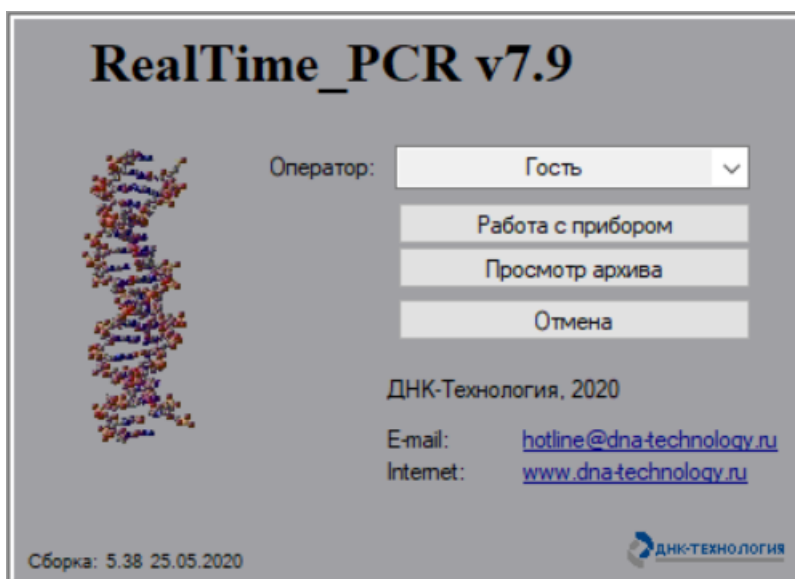 RealTime_PCR v7.9
Оператор: Гость
Работа с прибором
Просмотр архива
Отмена
ДНК-Технология, 2020
E-mail: hotline@dna-technology.ru
Internet: www.dna-technology.ru
Сборка: 5.38 25.05.2020
ДНК-ТЕХНОЛОГИЯ